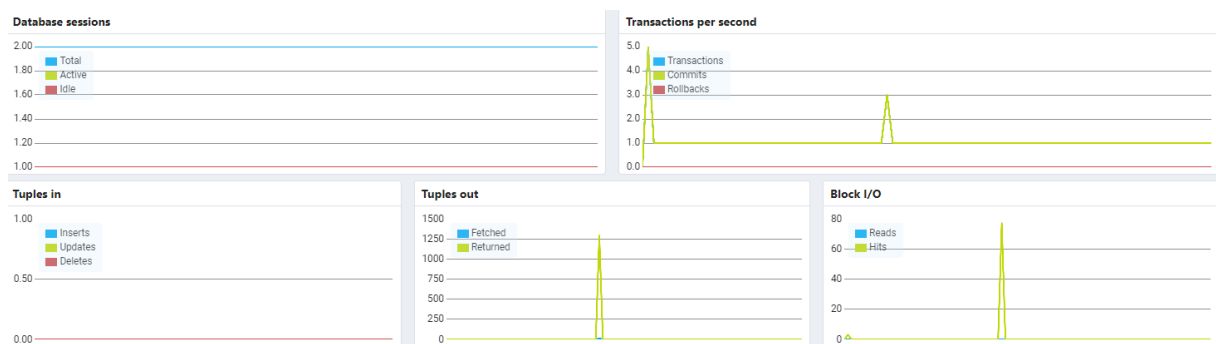 Database sessions
2.00
1.80
1.60
1.40
1.20
1.00
Total
Active
Idle
Transactions per second
5.0
4.0
3.0
2.0
1.0
0.0
Transactions
Commits
Rollbacks
Tuples in
1.00
0.50
0.00
Inserts
Updates
Deletes
Tuples out
1500
1250
1000
750
500
250
0
Fetched
Returned
Block I/O
80
60
40
20
0
Reads
Hits